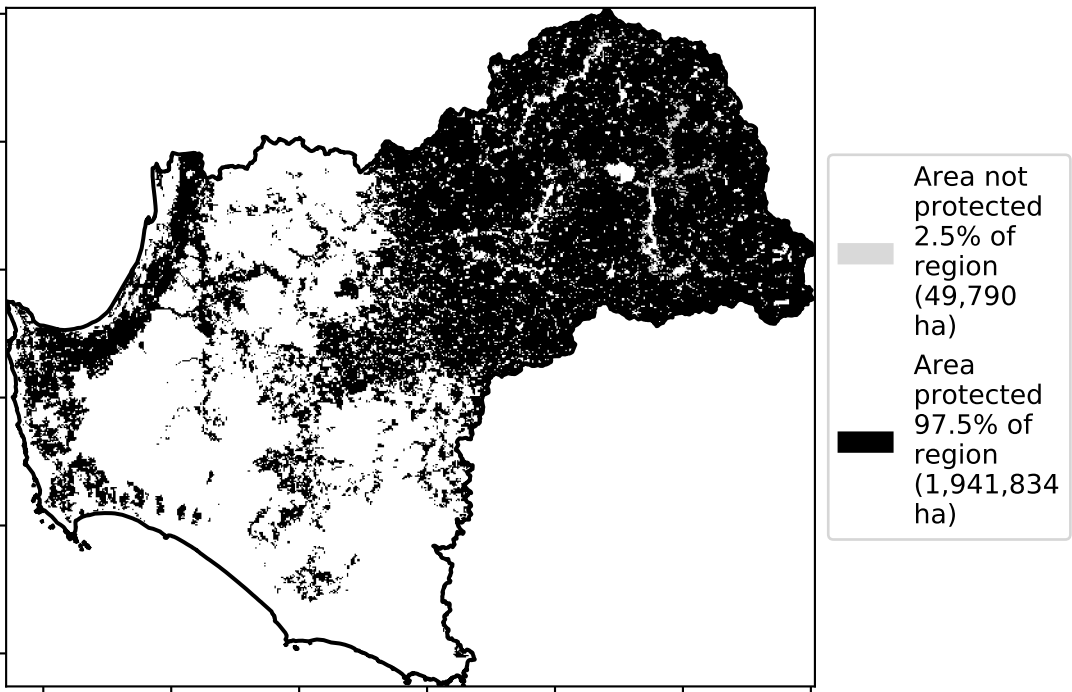 Area not
protected
2.5% of
region
(49,790
ha)
Area
protected
97.5% of
region
(1,941,834
ha)